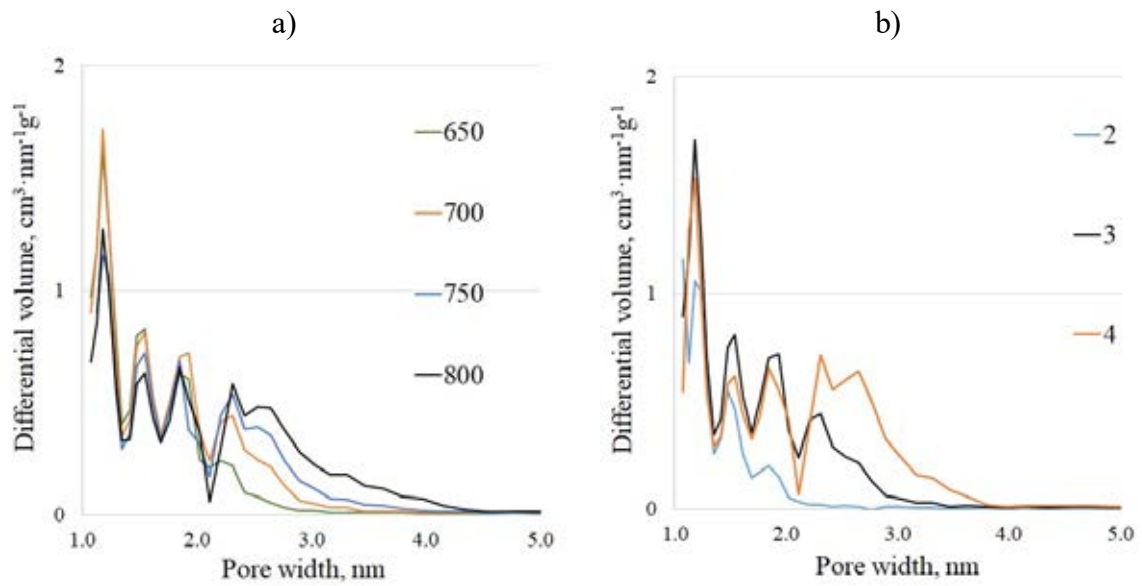 a)
2
1
0
Differential volume, cm³·nm⁻¹g⁻¹
650
700
750
800
1.0 2.0 3.0 4.0 5.0
Pore width, nm
b)
2
1
0
Differential volume, cm³·nm⁻¹g⁻¹
2
3
4
1.0 2.0 3.0 4.0 5.0
Pore width, nm